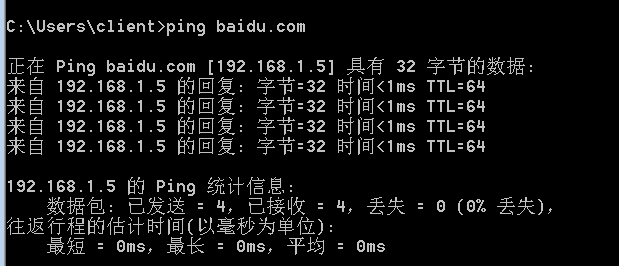 C:\Users\client>ping baidu.com
正在 Ping baidu.com [192.168.1.5] 具有 32 字节的数据:
来自 192.168.1.5 的回复: 字节=32 时间<1ms TTL=64
来自 192.168.1.5 的回复: 字节=32 时间<1ms TTL=64
来自 192.168.1.5 的回复: 字节=32 时间<1ms TTL=64
来自 192.168.1.5 的回复: 字节=32 时间<1ms TTL=64
192.168.1.5 的 Ping 统计信息:
数据包: 已发送 = 4，已接收 = 4，丢失 = 0 (0% 丢失)，
往返行程的估计时间(以毫秒为单位):
最短 = 0ms，最长 = 0ms，平均 = 0ms